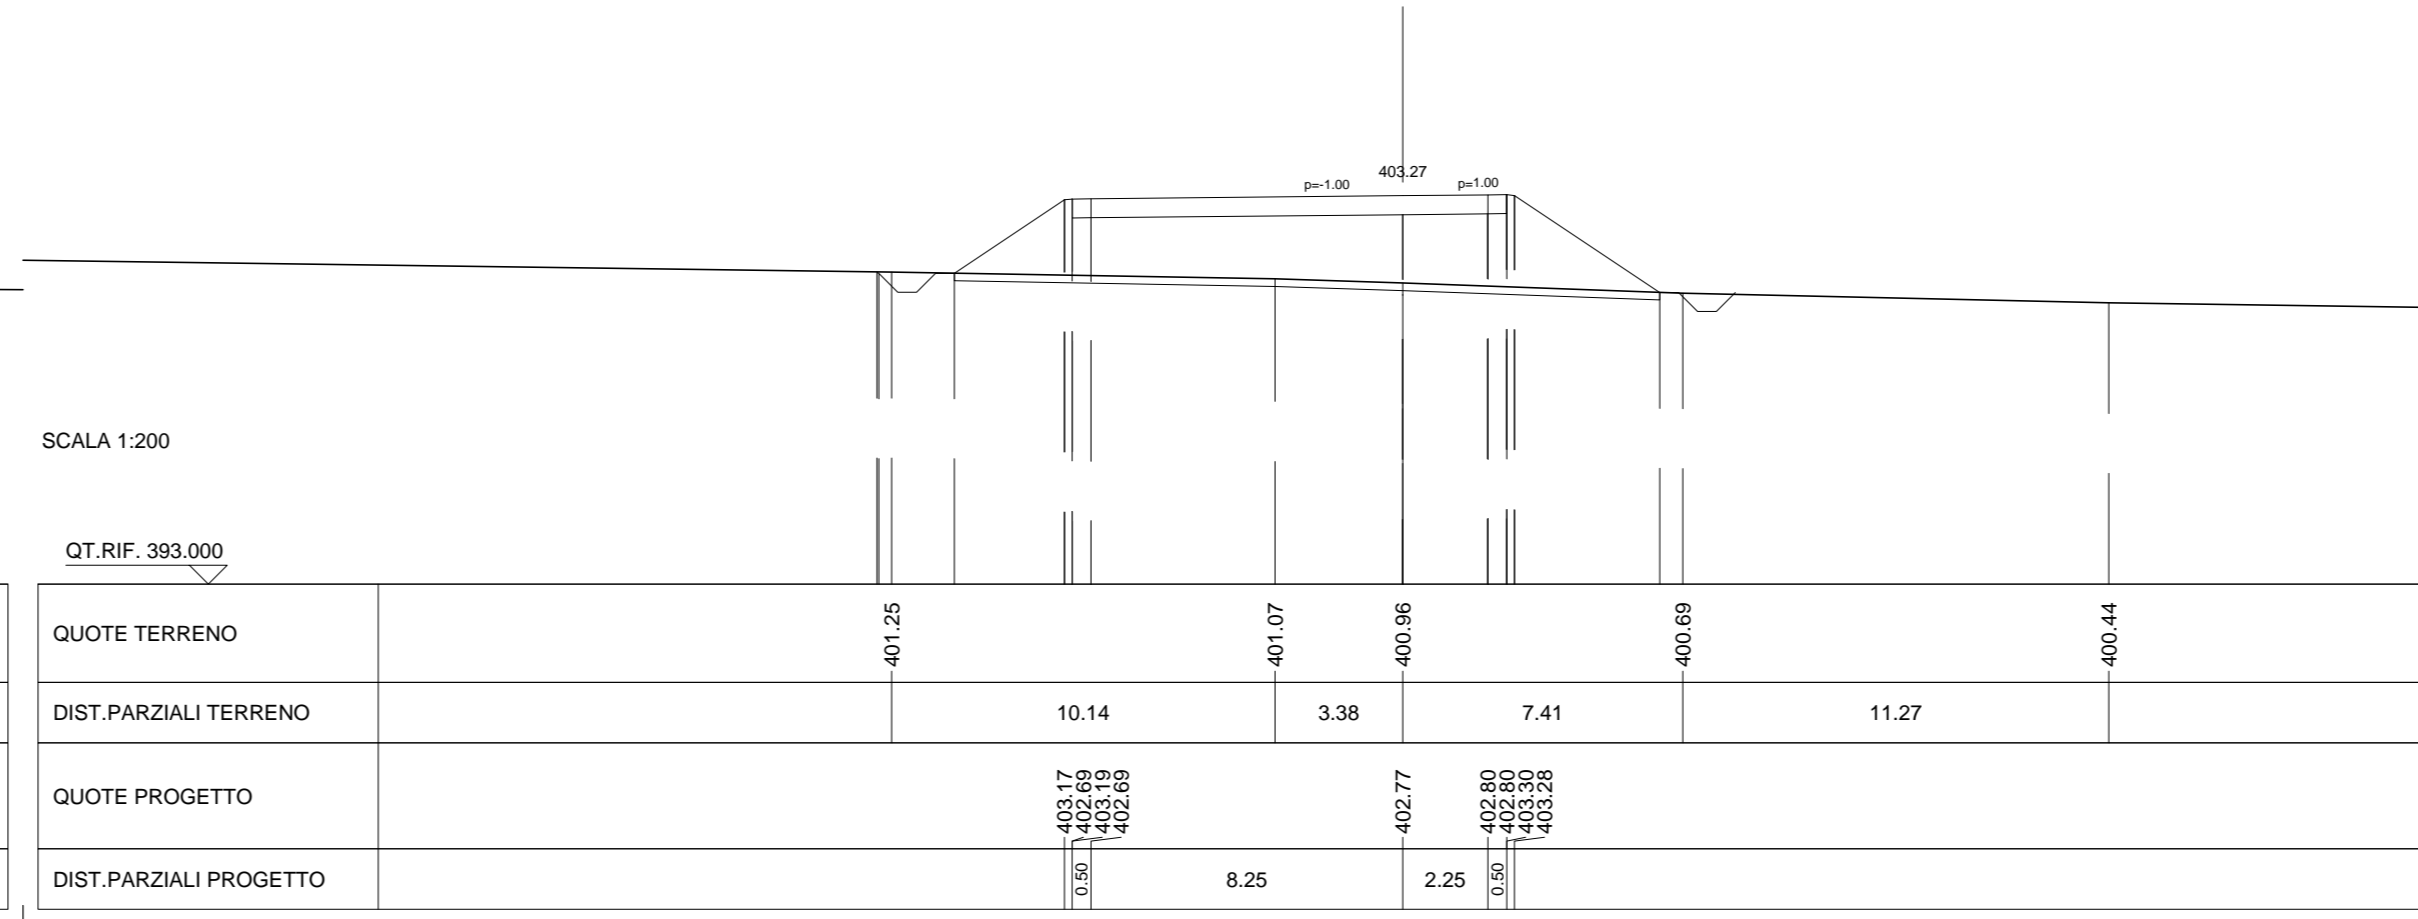 403.27
p=-1.00
p=1.00
SCALA 1:200
QT.RIF. 393.000
QUOTE TERRENO
401.25
401.07
400.96
400.69
400.44
DIST.PARZIALI TERRENO
10.14
3.38
7.41
11.27
QUOTE PROGETTO
403.17
402.69
403.19
402.69
402.77
402.80
402.80
403.30
403.28
DIST.PARZIALI PROGETTO
0.50
8.25
2.25
0.50